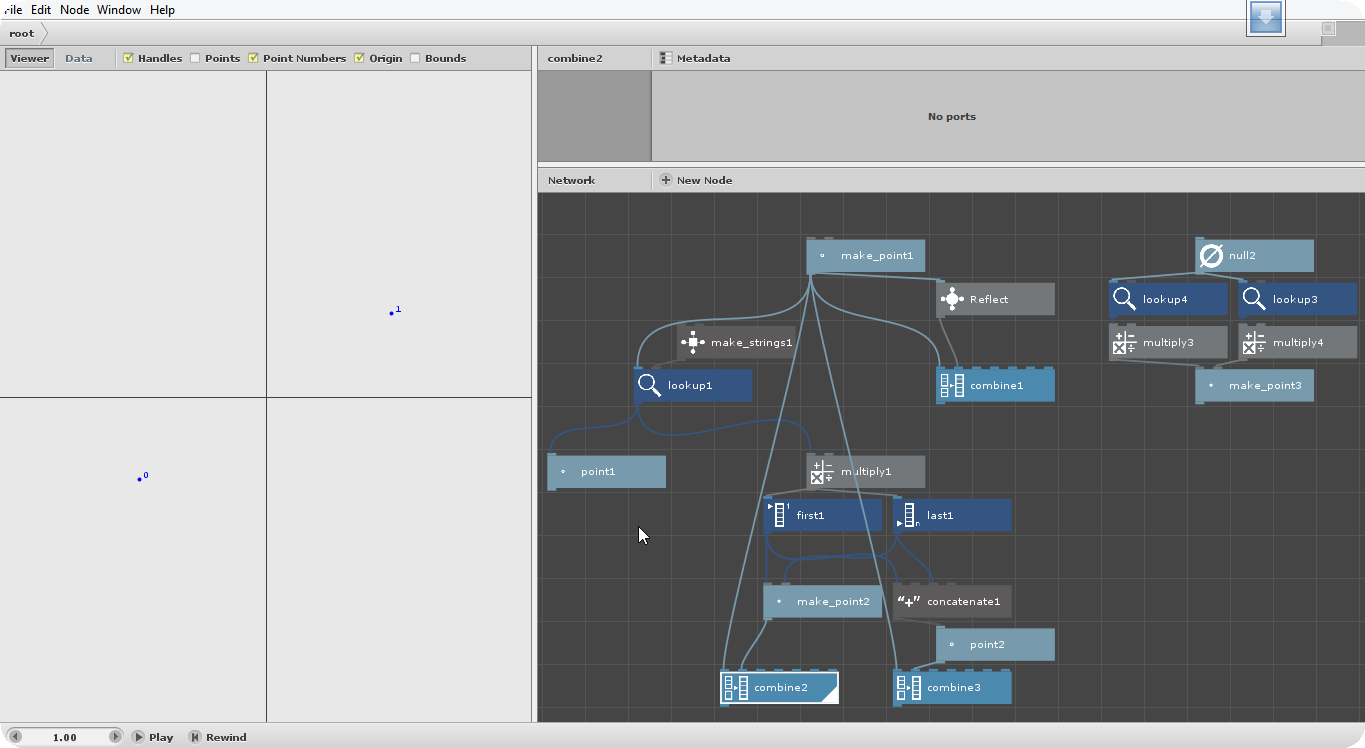 File Edit Node Window Help
root
Viewer Data Handles Points Point Numbers Origin Bounds
combine2 Metadata
No ports
Network New Node
make_point1
null2
Reflect
lookup4
lookup3
make_strings1
multiply3
multiply4
lookup1
combine1
make_point3
point1
multiply1
first1
last1
make_point2
"+" concatenate1
point2
combine2
combine3
1
0
1.00 Play Rewind